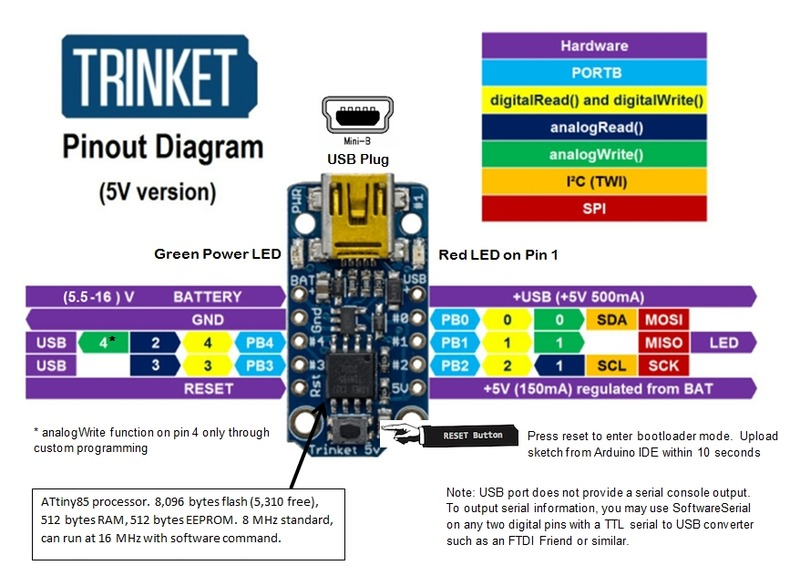 TRINKET
Pinout Diagram
(5V version)
Mini-B
USB Plug
Hardware
PORTB
digitalRead() and digitalWrite()
analogRead()
analogWrite()
I²C (TWI)
SPI
Green Power LED
Red LED on Pin 1
PWR
#1
BAT
USB
Gnd
#4
#3
Rst
#0
#1
#2
5V
Trinket 5v
(5.5 -16 ) V BATTERY
GND
USB 4* 2 4 PB4
USB 3 3 PB3
RESET
+USB (+5V 500mA)
PB0 0 0 SDA MOSI
PB1 1 1 MISO LED
PB2 2 1 SCL SCK
+5V (150mA) regulated from BAT
* analogWrite function on pin 4 only through
custom programming
RESET Button
Press reset to enter bootloader mode. Upload
sketch from Arduino IDE within 10 seconds
ATtiny85 processor. 8,096 bytes flash (5,310 free),
512 bytes RAM, 512 bytes EEPROM. 8 MHz standard,
can run at 16 MHz with software command.
Note: USB port does not provide a serial console output.
To output serial information, you may use SoftwareSerial
on any two digital pins with a TTL serial to USB converter
such as an FTDI Friend or similar.